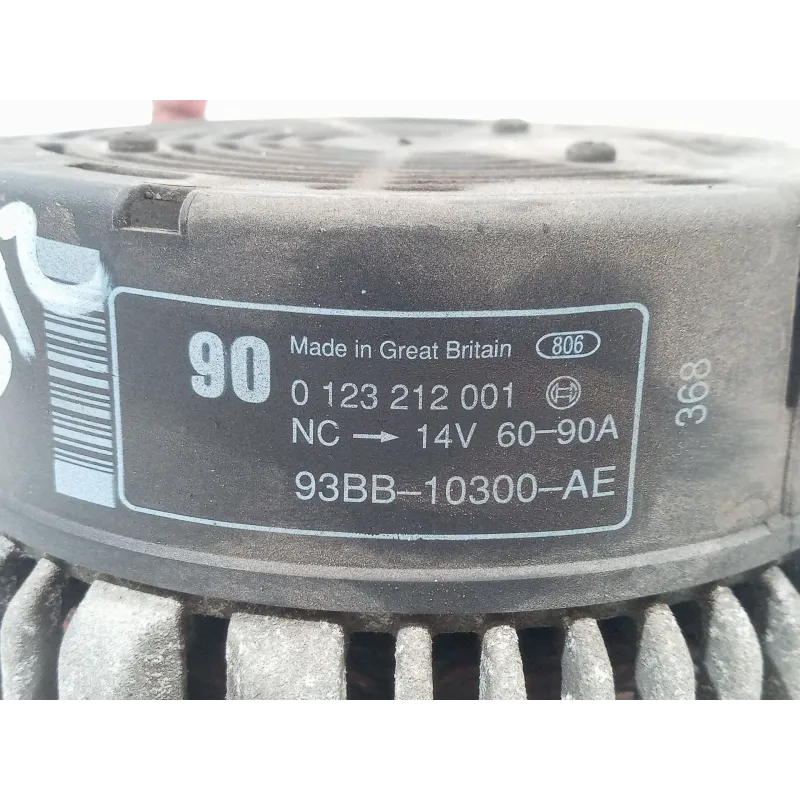 90
Made in Great Britain 806
0 123 212 001
NC → 14V 60-90A
93BB-10300-AE
368